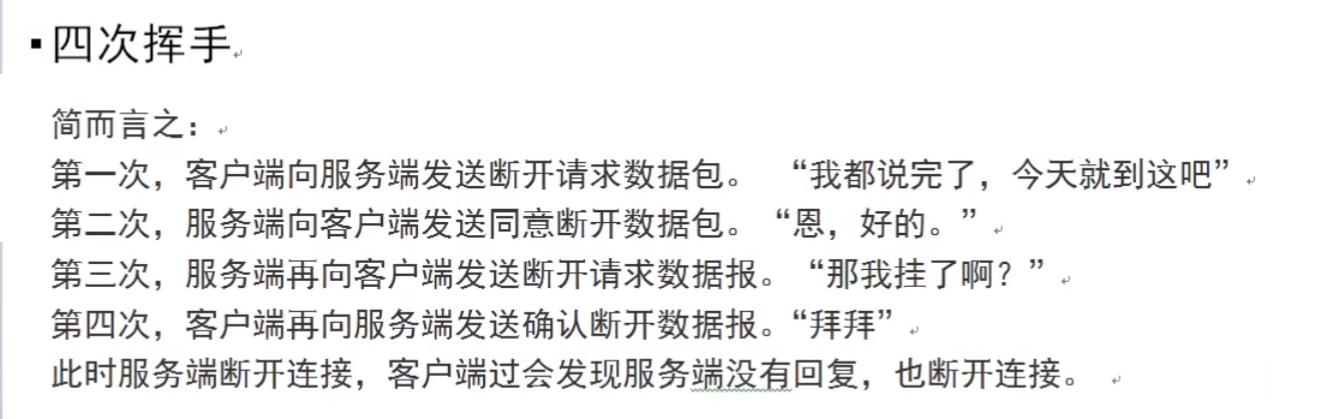 ▪四次挥手
简而言之：
第一次，客户端向服务端发送断开请求数据包。 “我都说完了，今天就到这吧”
第二次，服务端向客户端发送同意断开数据包。“恩，好的。”
第三次，服务端再向客户端发送断开请求数据报。“那我挂了啊？”
第四次，客户端再向服务端发送确认断开数据报。“拜拜”
此时服务端断开连接，客户端过会发现服务端没有回复，也断开连接。